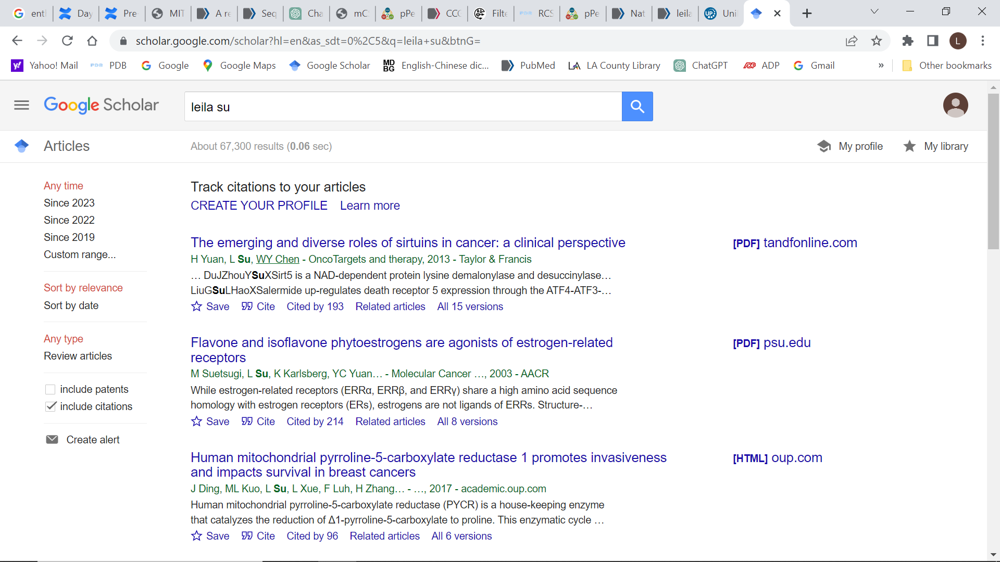 entl
Day
Pre
MIT
A re
Seq
Cha
mC
pPe
CCG
Filte
RCS
pPe
Nat
leila
Uni
scholar.google.com/scholar?hl=en&as_sdt=0%2C5&q=leila+su&btnG=
L
Yahoo! Mail
PDB
Google
Google Maps
Google Scholar
MDBG English-Chinese dic...
PubMed
LA County Library
ChatGPT
ADP
Gmail
»
Other bookmarks
Google Scholar
leila su
Articles
About 67,300 results (0.06 sec)
My profile
My library
Any time
Since 2023
Since 2022
Since 2019
Custom range...
Sort by relevance
Sort by date
Any type
Review articles
include patents
include citations
Create alert
Track citations to your articles
CREATE YOUR PROFILE Learn more
The emerging and diverse roles of sirtuins in cancer: a clinical perspective
[PDF] tandfonline.com
H Yuan, L Su, WY Chen - OncoTargets and therapy, 2013 - Taylor & Francis
… DuJZhouYSuXSirt5 is a NAD-dependent protein lysine demalonylase and desuccinylase…
LiuGSuLHaoXSalermide up-regulates death receptor 5 expression through the ATF4-ATF3-…
Save Cite Cited by 193 Related articles All 15 versions
Flavone and isoflavone phytoestrogens are agonists of estrogen-related
receptors
[PDF] psu.edu
M Suetsugi, L Su, K Karlsberg, YC Yuan… - Molecular Cancer …, 2003 - AACR
While estrogen-related receptors (ERRα, ERRβ, and ERRγ) share a high amino acid sequence
homology with estrogen receptors (ERs), estrogens are not ligands of ERRs. Structure-…
Save Cite Cited by 214 Related articles All 8 versions
Human mitochondrial pyrroline-5-carboxylate reductase 1 promotes invasiveness
and impacts survival in breast cancers
[HTML] oup.com
J Ding, ML Kuo, L Su, L Xue, F Luh, H Zhang… - …, 2017 - academic.oup.com
Human mitochondrial pyrroline-5-carboxylate reductase (PYCR) is a house-keeping enzyme
that catalyzes the reduction of Δ1-pyrroline-5-carboxylate to proline. This enzymatic cycle …
Save Cite Cited by 96 Related articles All 6 versions